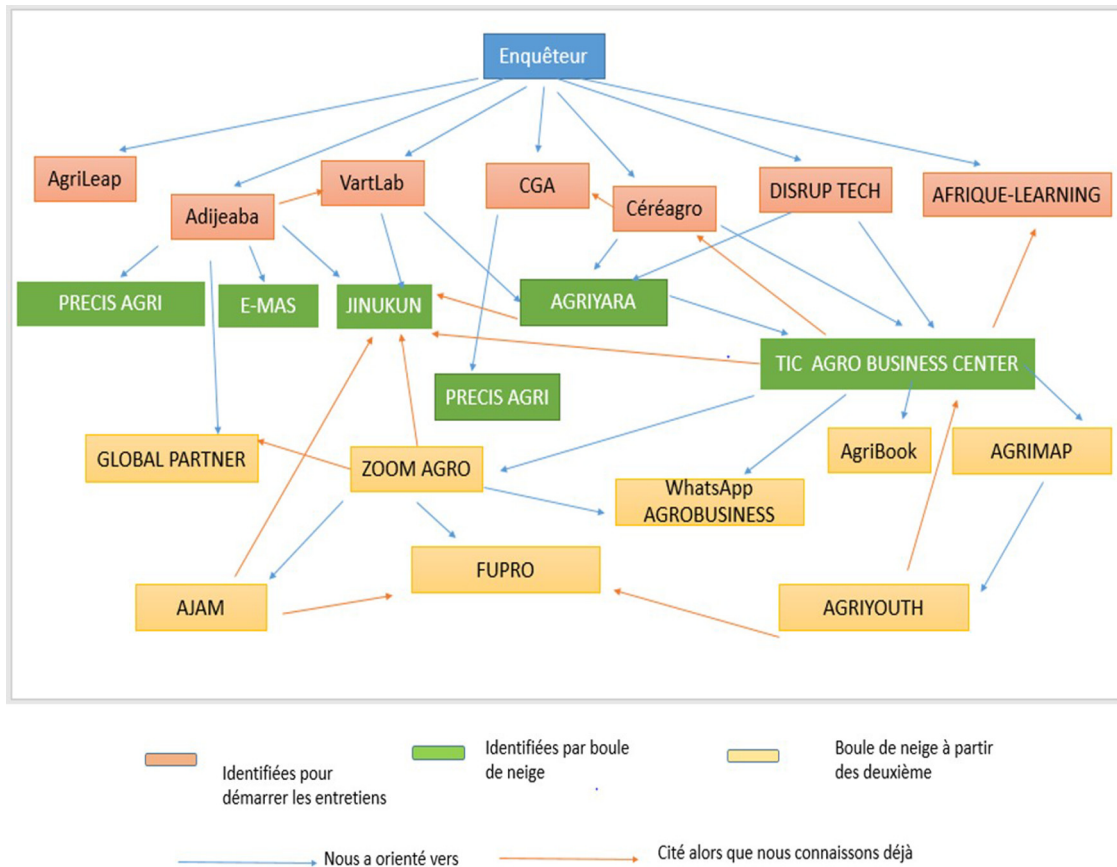 Enquêteur
AgriLeap
VartLab
CGA
DISRUP TECH
AFRIQUE-LEARNING
Adijeaba
Céréagro
PRECIS AGRI
E-MAS
JINUKUN
AGRIYARA
TIC AGRO BUSINESS CENTER
PRECIS AGRI
GLOBAL PARTNER
ZOOM AGRO
AgriBook
AGRIMAP
WhatsApp
AGROBUSINESS
FUPRO
AJAM
AGRIYOUTH
Identifiées pour
démarrer les entretiens
Identifiées par boule
de neige
Boule de neige à partir
des deuxième
Nous a orienté vers
Cité alors que nous connaissons déjà